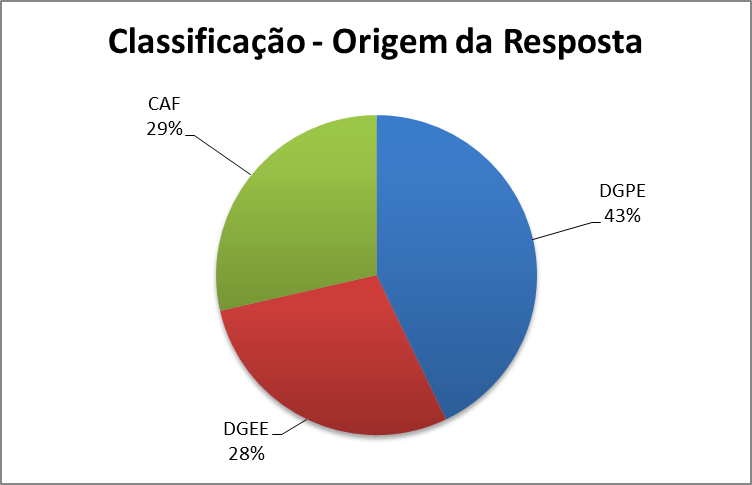 Classificação - Origem da Resposta
CAF
29%
DGPE
43%
DGEE
28%